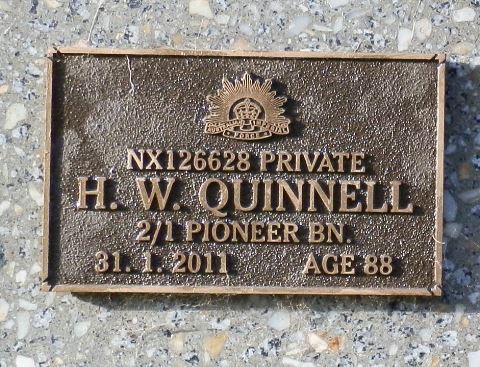 NX126628 PRIVATE
H. W. QUINNELL
2/1 PIONEER BN.
31. 1. 2011 AGE 88